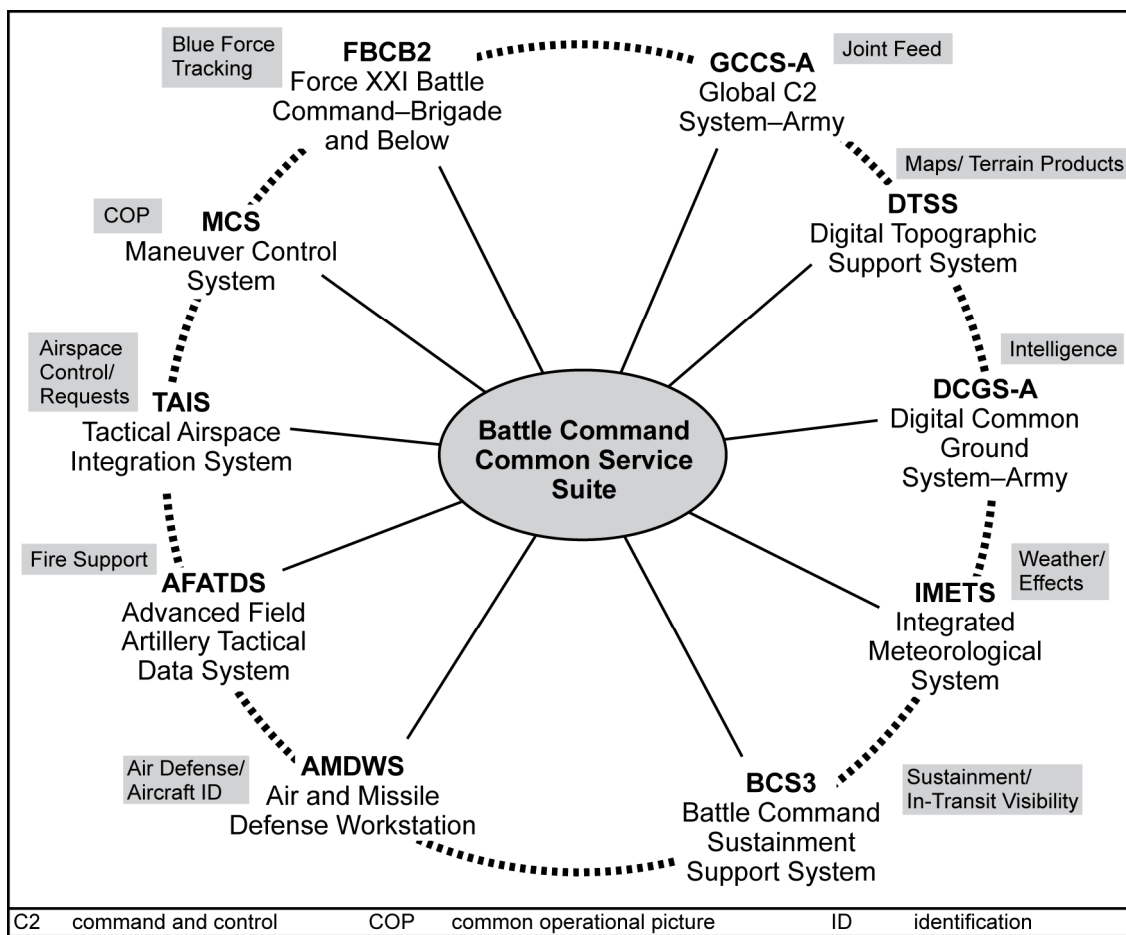 Blue Force
Tracking
FBCB2
Force XXI Battle
Command–Brigade
and Below
GCCS-A
Global C2
System–Army
Joint Feed
Maps/ Terrain Products
DTSS
Digital Topographic
Support System
COP
MCS
Maneuver Control
System
Airspace
Control/
Requests
TAIS
Tactical Airspace
Integration System
Battle Command
Common Service
Suite
Intelligence
DCGS-A
Digital Common
Ground
System–Army
Fire Support
AFATDS
Advanced Field
Artillery Tactical
Data System
Weather/
Effects
IMETS
Integrated
Meteorological
System
Air Defense/
Aircraft ID
AMDWS
Air and Missile
Defense Workstation
BCS3
Battle Command
Sustainment
Support System
Sustainment/
In-Transit Visibility
C2 command and control COP common operational picture ID identification